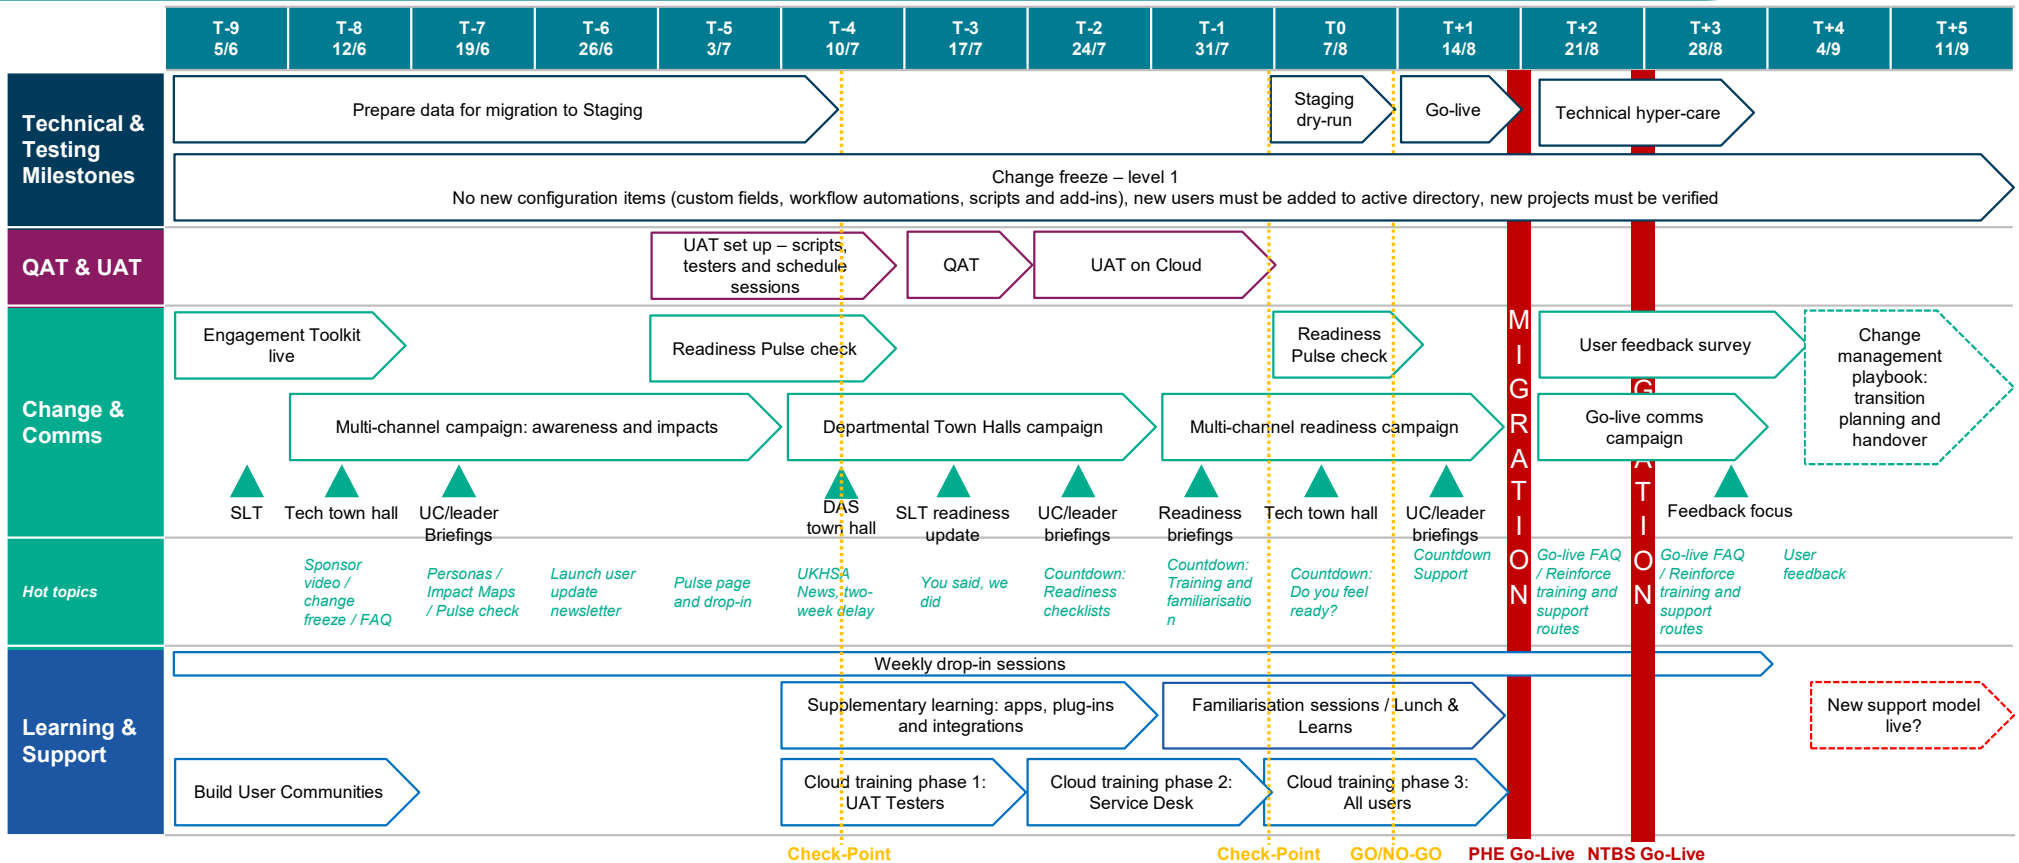 T-9
5/6
T-8
12/6
T-7
19/6
T-6
26/6
T-5
3/7
T-4
10/7
T-3
17/7
T-2
24/7
T-1
31/7
T0
7/8
T+1
14/8
T+2
21/8
T+3
28/8
T+4
4/9
T+5
11/9
Technical &
Testing
Milestones
Prepare data for migration to Staging
Staging
dry-run
Go-live
Technical hyper-care
Change freeze – level 1
No new configuration items (custom fields, workflow automations, scripts and add-ins), new users must be added to active directory, new projects must be verified
QAT & UAT
UAT set up – scripts,
testers and schedule
sessions
QAT
UAT on Cloud
Change &
Comms
Engagement Toolkit
live
Readiness Pulse check
Readiness
Pulse check
User feedback survey
Change
management
playbook:
transition
planning and
handover
Multi-channel campaign: awareness and impacts
Departmental Town Halls campaign
Multi-channel readiness campaign
Go-live comms
campaign
SLT
Tech town hall
UC/leader
Briefings
DAS
town hall
SLT readiness
update
UC/leader
briefings
Readiness
briefings
Tech town hall
UC/leader
briefings
Feedback focus
MIGRATION
GATION
Hot topics
Sponsor
video /
change
freeze / FAQ
Personas /
Impact Maps
/ Pulse check
Launch user
update
newsletter
Pulse page
and drop-in
UKHSA
News, two-
week delay
You said, we
did
Countdown:
Readiness
checklists
Countdown:
Training and
familiarisatio
n
Countdown:
Do you feel
ready?
Countdown
Support
Go-live FAQ
/ Reinforce
training and
support
routes
Go-live FAQ
/ Reinforce
training and
support
routes
User
feedback
Learning &
Support
Weekly drop-in sessions
Supplementary learning: apps, plug-ins
and integrations
Familiarisation sessions / Lunch &
Learns
New support model
live?
Build User Communities
Cloud training phase 1:
UAT Testers
Cloud training phase 2:
Service Desk
Cloud training phase 3:
All users
Check-Point
Check-Point
GO/NO-GO
PHE Go-Live
NTBS Go-Live